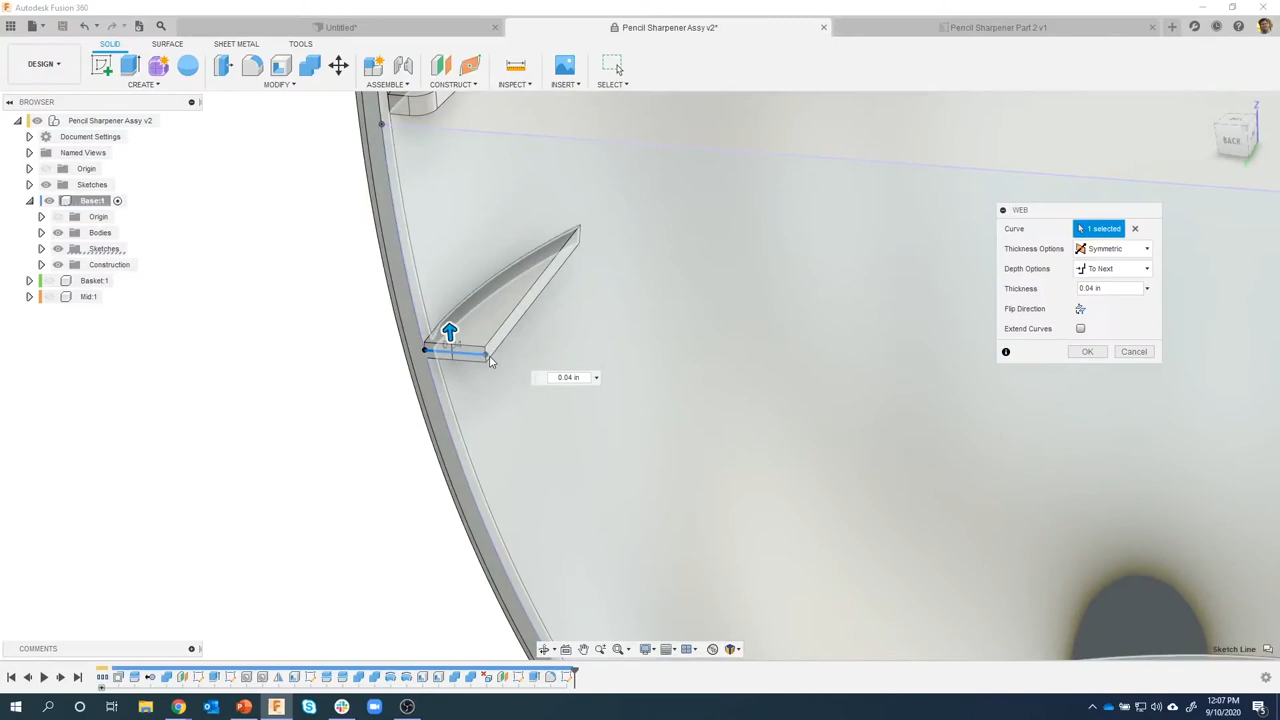 Autodesk Fusion 360
Untitled*
Pencil Sharpener Assy v2*
Pencil Sharpener Part 2 v1
SOLID
SURFACE
SHEET METAL
TOOLS
DESIGN
CREATE
MODIFY
ASSEMBLE
CONSTRUCT
INSPECT
INSERT
SELECT
BROWSER
Pencil Sharpener Assy v2
Document Settings
Named Views
Origin
Sketches
Base:1
Origin
Bodies
Sketches
Construction
Basket:1
Mid:1
Z
BACK
WEB
Curve
1 selected
Thickness Options
Symmetric
Depth Options
To Next
Thickness
0.04 in
Flip Direction
Extend Curves
OK
Cancel
0.04 in
COMMENTS
Sketch Line
12:07 PM
9/10/2020
5